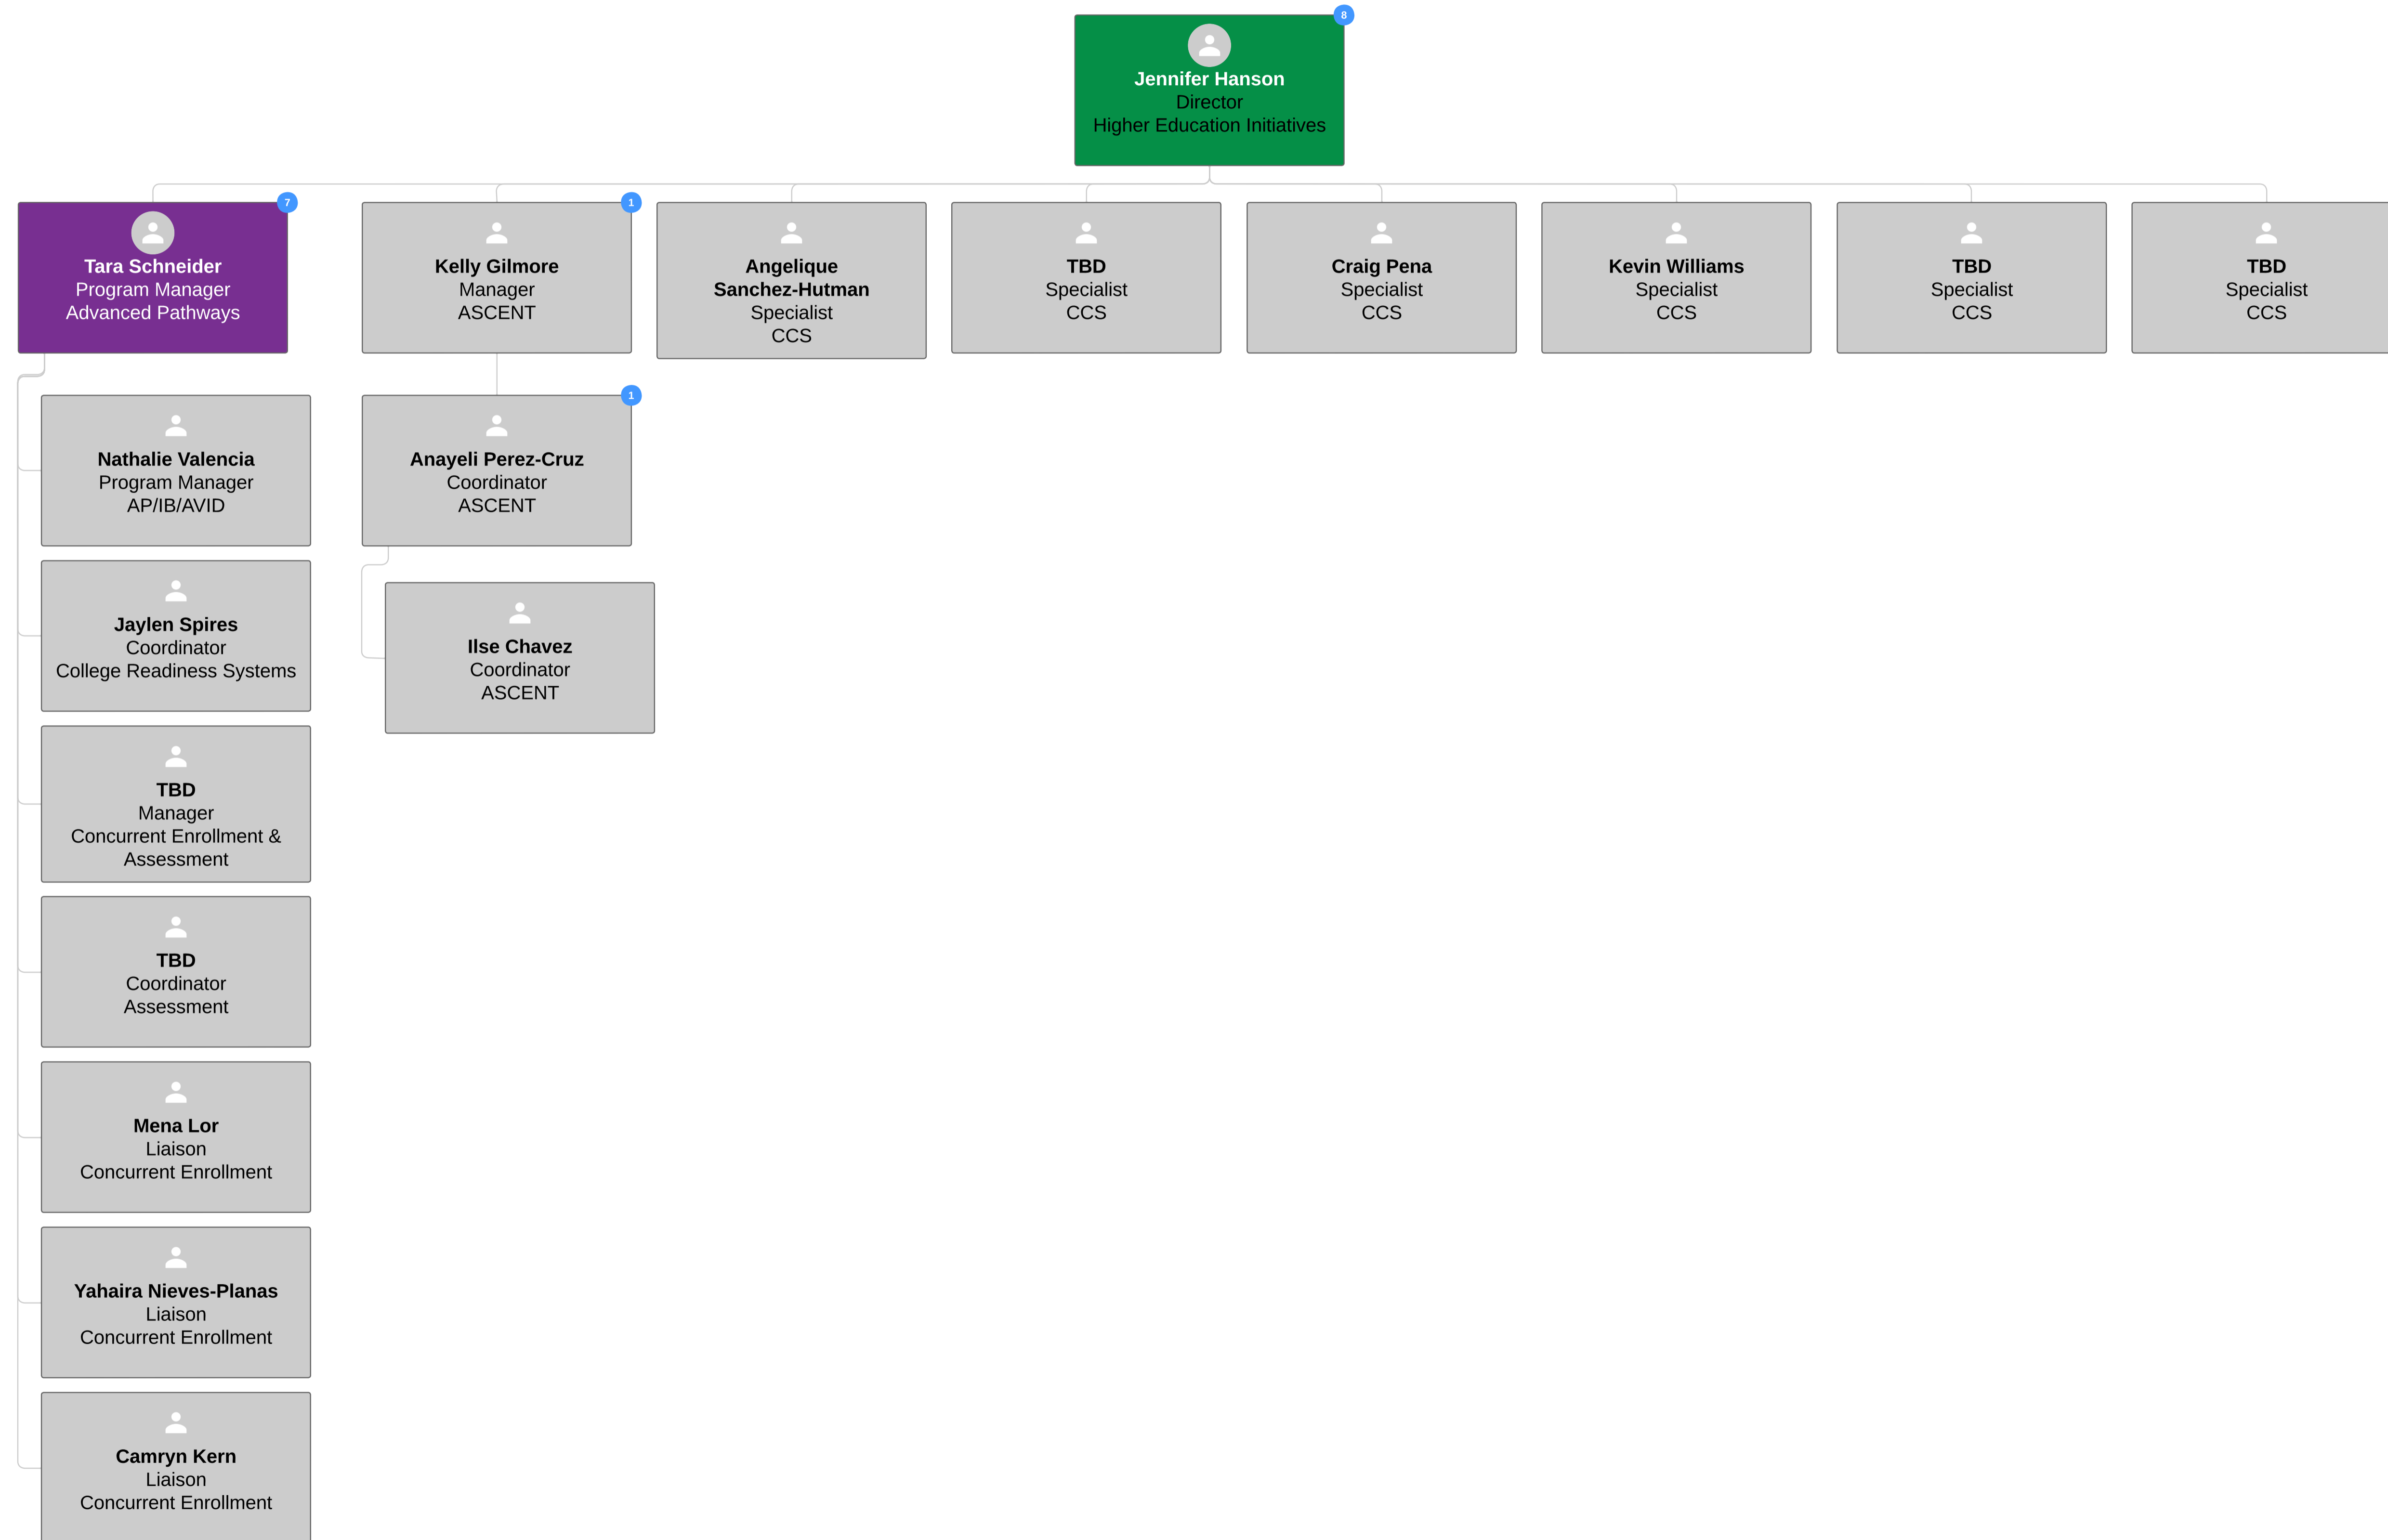 8
Jennifer Hanson
Director
Higher Education Initiatives
7
Tara Schneider
Program Manager
Advanced Pathways
1
Kelly Gilmore
Manager
ASCENT
Angelique
Sanchez-Hutman
Specialist
CCS
TBD
Specialist
CCS
Craig Pena
Specialist
CCS
Kevin Williams
Specialist
CCS
TBD
Specialist
CCS
TBD
Specialist
CCS
Nathalie Valencia
Program Manager
AP/IB/AVID
1
Anayeli Perez-Cruz
Coordinator
ASCENT
Jaylen Spires
Coordinator
College Readiness Systems
Ilse Chavez
Coordinator
ASCENT
TBD
Manager
Concurrent Enrollment &
Assessment
TBD
Coordinator
Assessment
Mena Lor
Liaison
Concurrent Enrollment
Yahaira Nieves-Planas
Liaison
Concurrent Enrollment
Camryn Kern
Liaison
Concurrent Enrollment